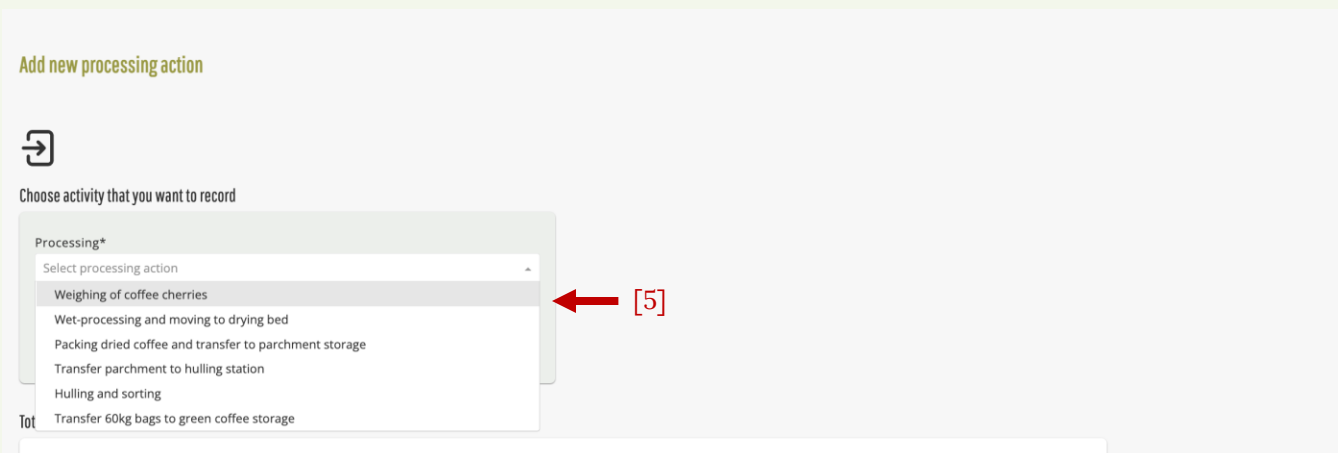 Add new processing action
Choose activity that you want to record
Processing*
Select processing action
Weighing of coffee cherries
[5]
Wet-processing and moving to drying bed
Packing dried coffee and transfer to parchment storage
Transfer parchment to hulling station
Hulling and sorting
Tot
Transfer 60kg bags to green coffee storage